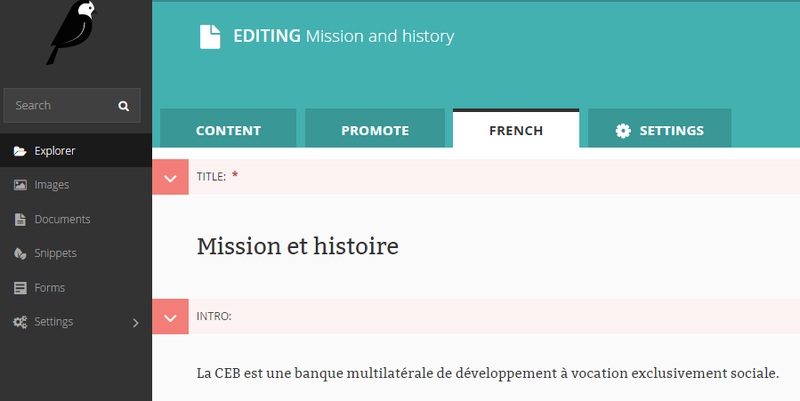 EDITING Mission and history
Search
CONTENT PROMOTE FRENCH SETTINGS
Explorer
Images
Documents
Snippets
Forms
Settings
TITLE: *
Mission et histoire
INTRO:
La CEB est une banque multilatérale de développement à vocation exclusivement sociale.